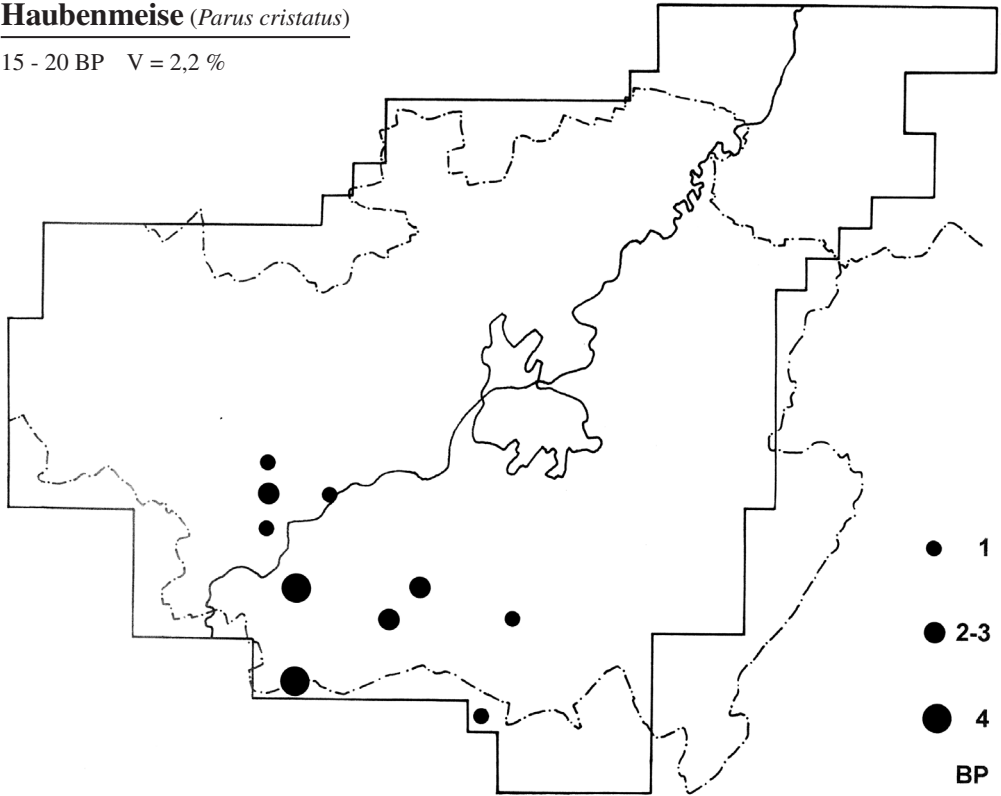 Haubenmeise (Parus cristatus)
15 - 20 BP V = 2,2 %
1
2-3
4
BP